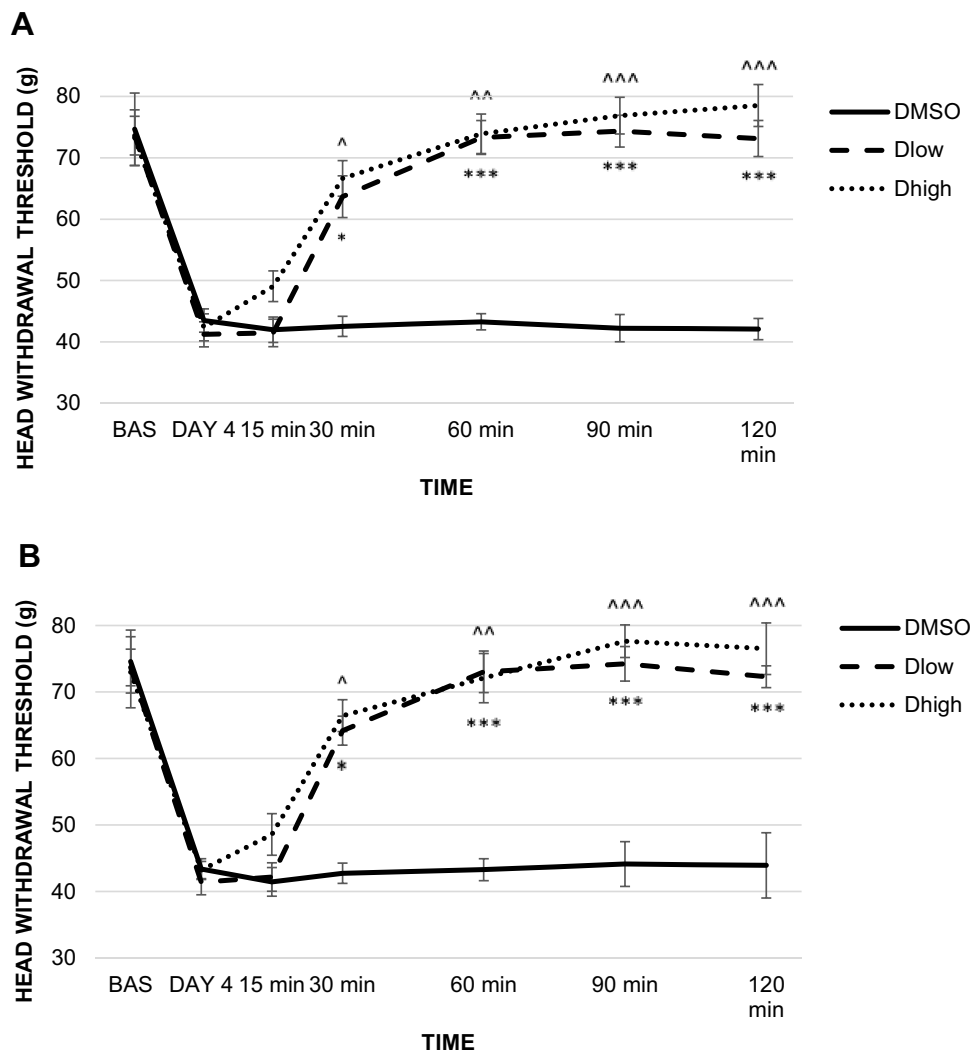 A
HEAD WITHDRAWAL THRESHOLD (g)
80
70
60
50
40
30
^
^^
^^^
^^^
*
***
***
***
DMSO
Dlow
Dhigh
BAS DAY 4 15 min 30 min 60 min 90 min 120
min
TIME
B
HEAD WITHDRAWAL THRESHOLD (g)
80
70
60
50
40
30
^
^^
^^^
^^^
*
***
***
***
DMSO
Dlow
Dhigh
BAS DAY 4 15 min 30 min 60 min 90 min 120
min
TIME